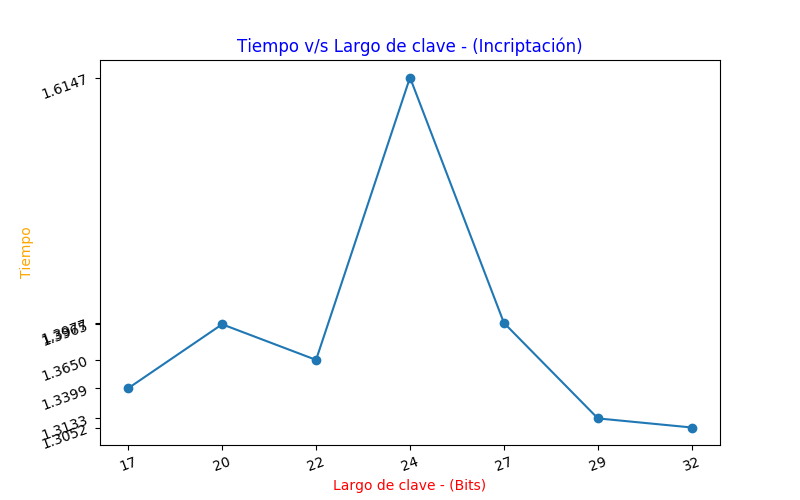 Tiempo v/s Largo de clave - (Incriptación)
1.6147
1.3650
1.3399
1.3133
1.3052
Tiempo
17 20 22 24 27 29 32
Largo de clave - (Bits)